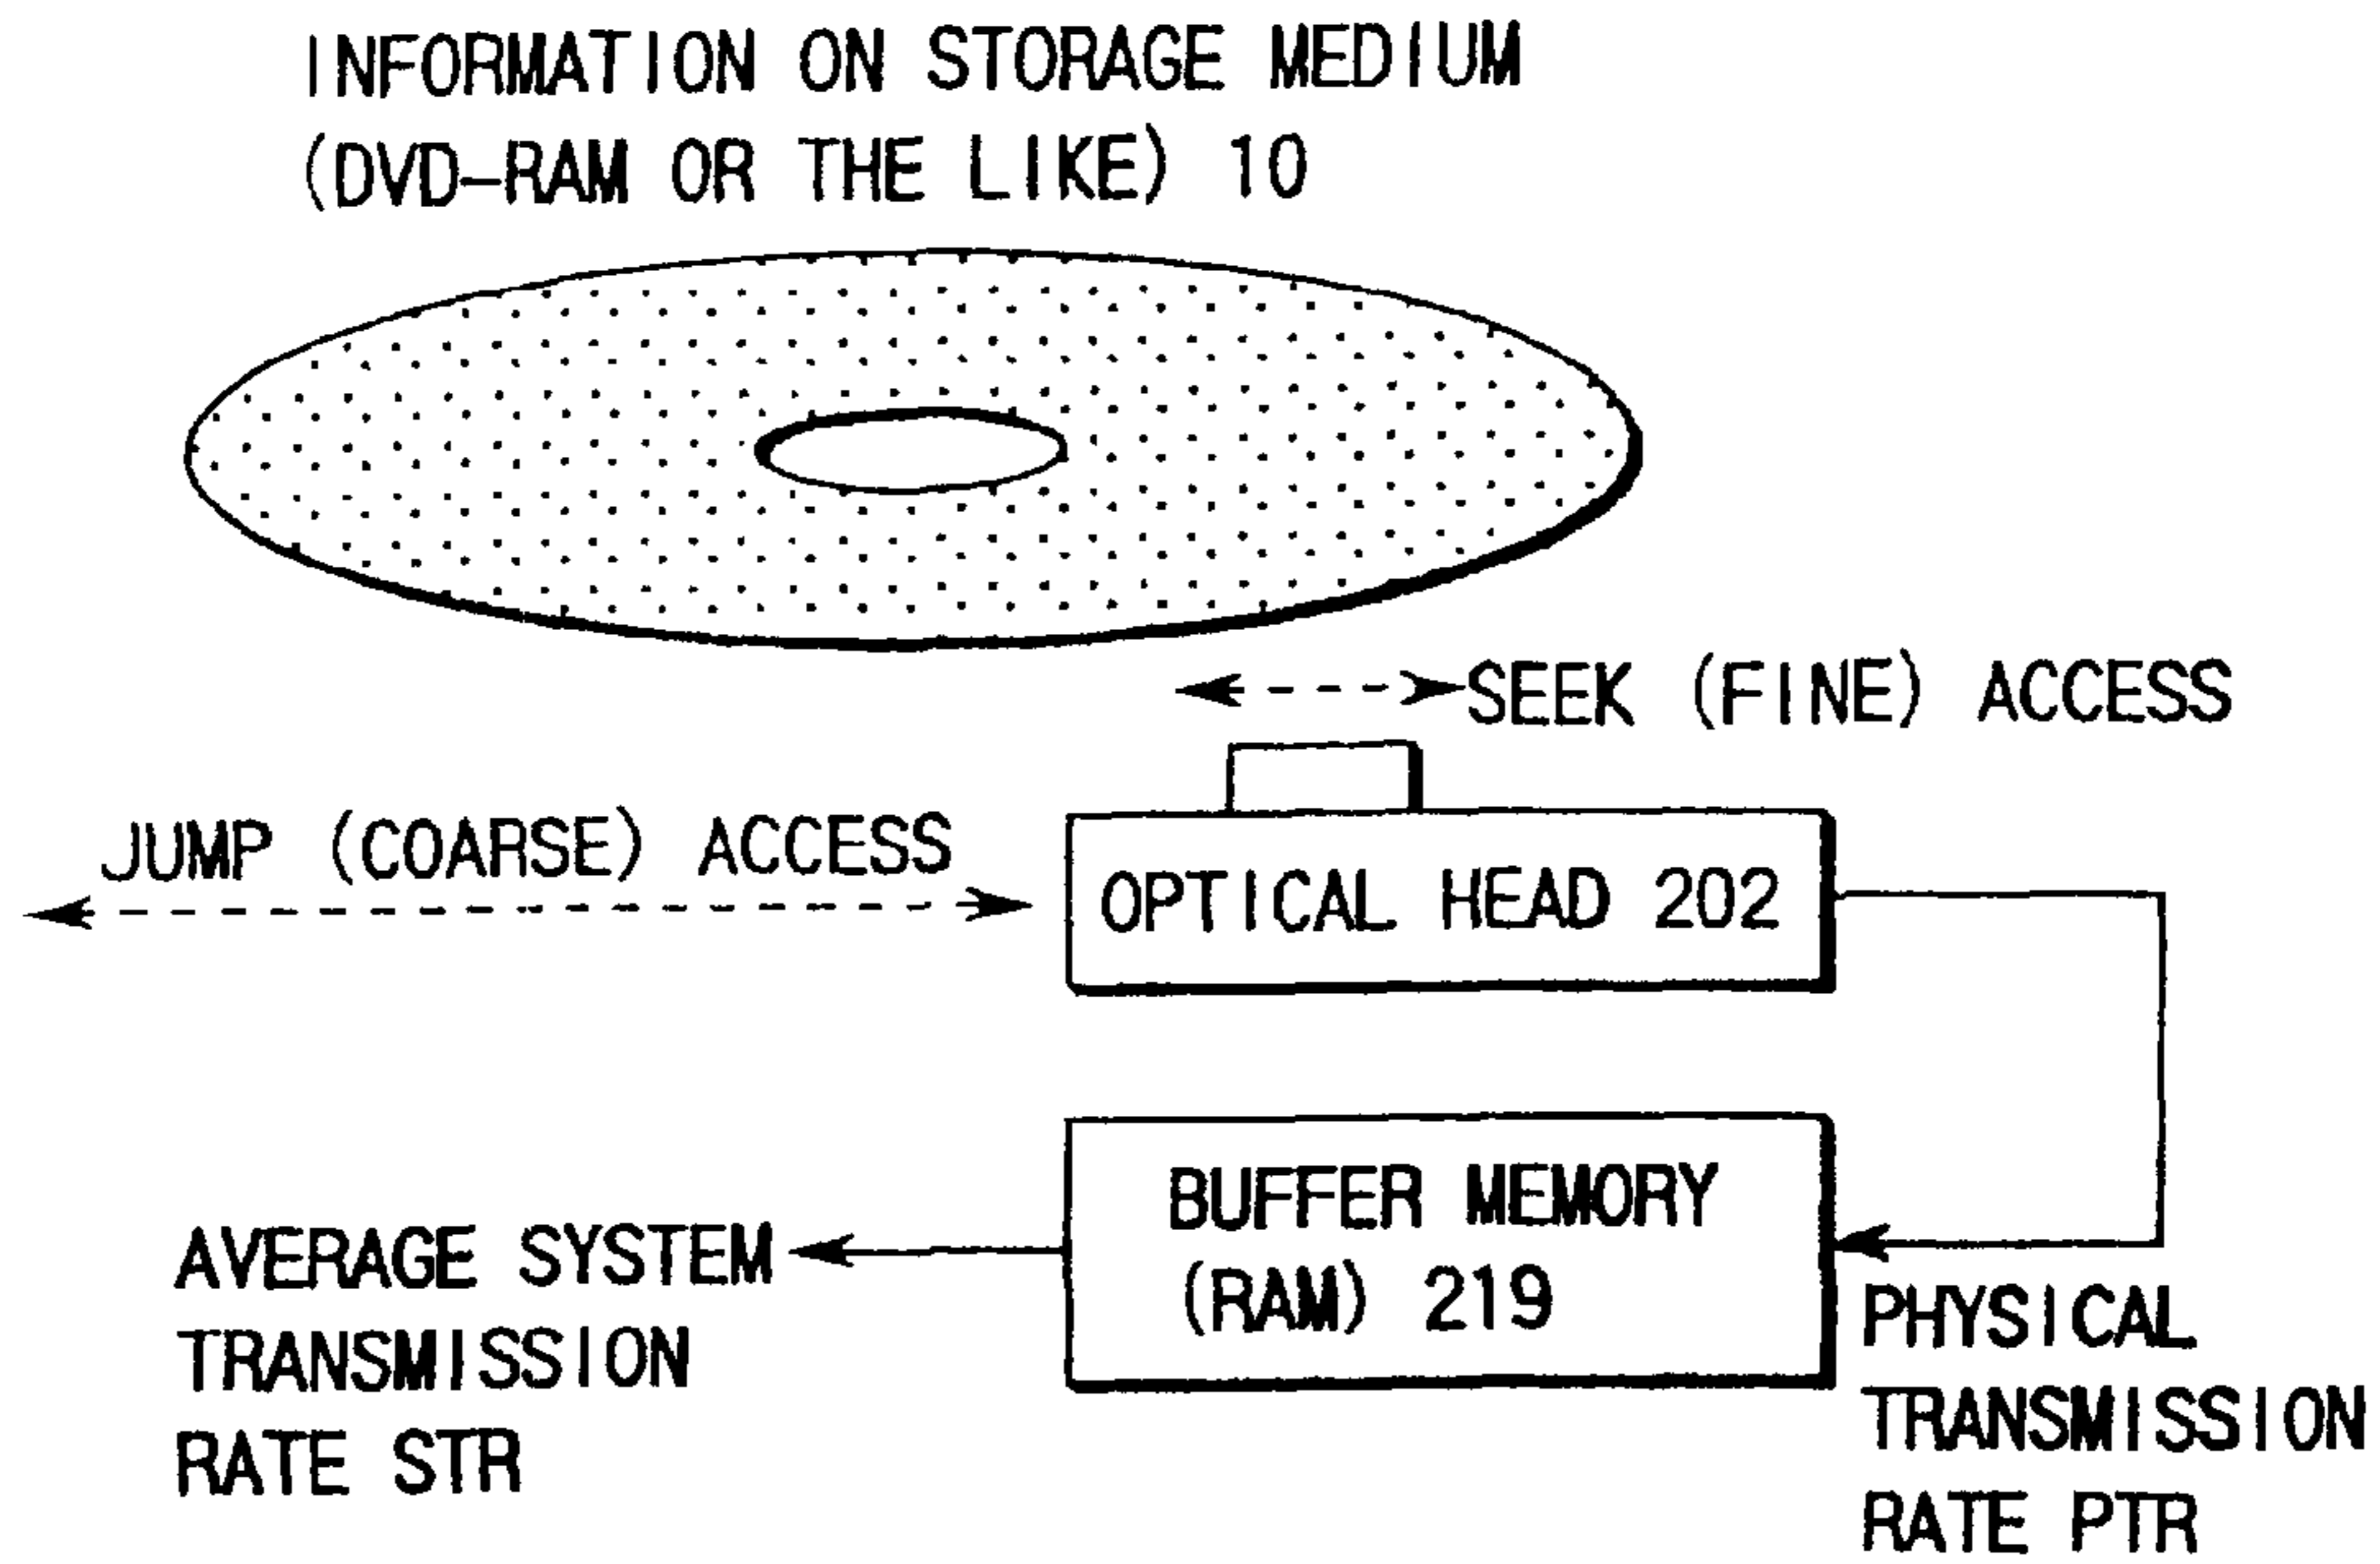 INFORMATION ON STORAGE MEDIUM
(DVD-RAM OR THE LIKE) 10
SEEK (FINE) ACCESS
JUMP (COARSE) ACCESS
OPTICAL HEAD 202
BUFFER MEMORY
(RAM) 219
AVERAGE SYSTEM
TRANSMISSION
RATE STR
PHYSICAL
TRANSMISSION
RATE PTR